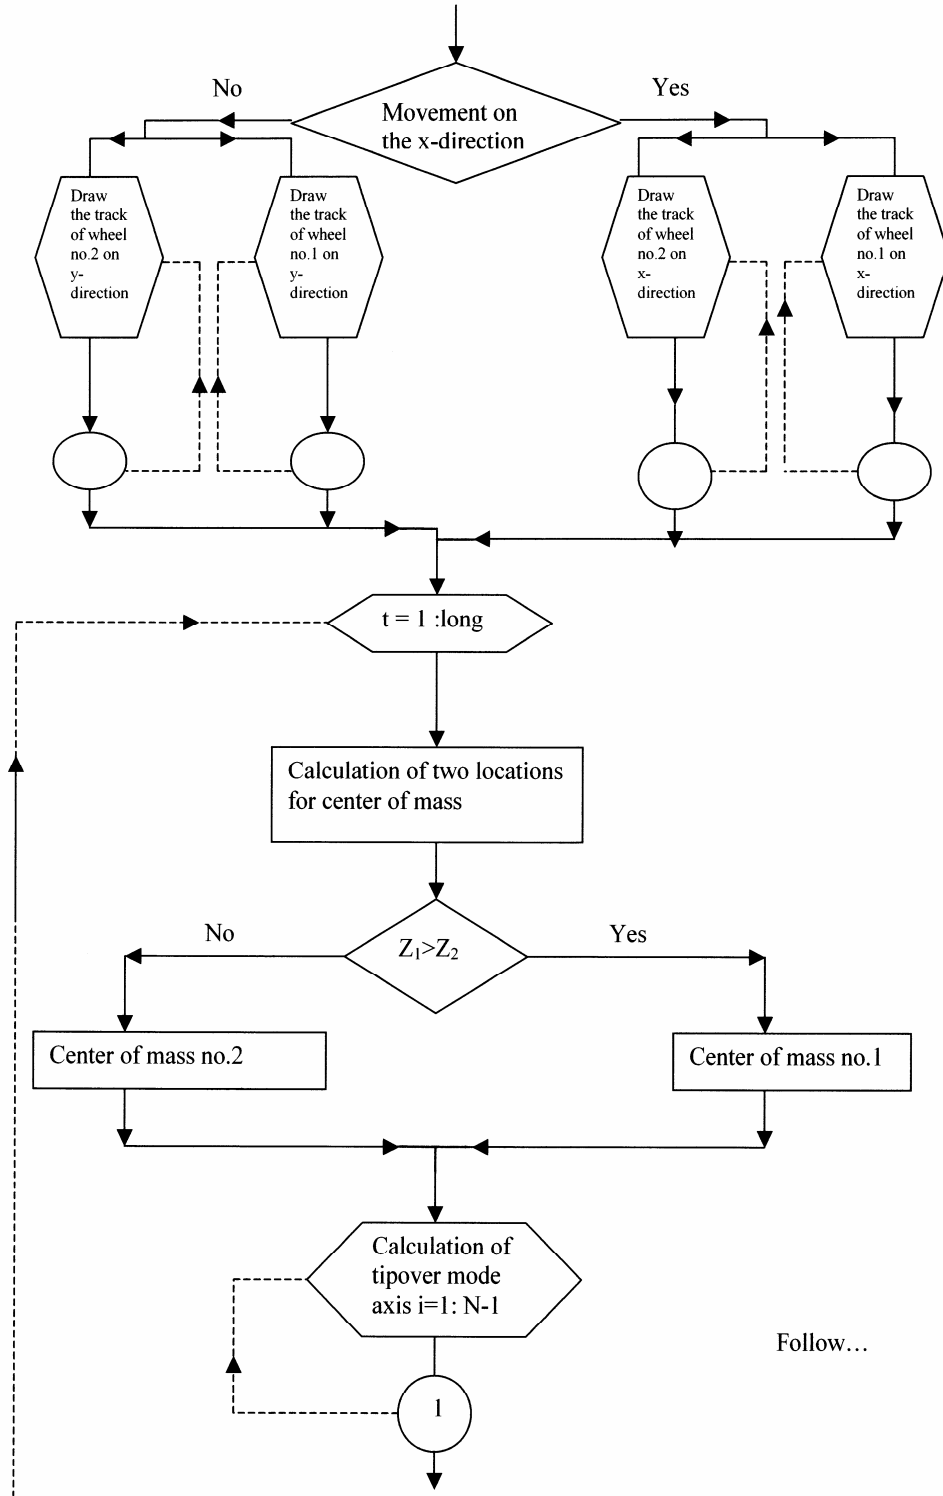 No
Yes
Movement on
the x-direction
Draw
the track
of wheel
no.2 on
y-
direction
Draw
the track
of wheel
no.1 on
y-
direction
Draw
the track
of wheel
no.2 on
x-
direction
Draw
the track
of wheel
no.1 on
x-
direction
t = 1 :long
Calculation of two locations
for center of mass
No
Z₁>Z₂
Yes
Center of mass no.2
Center of mass no.1
Calculation of
tipover mode
axis i=1: N-1
Follow…
1